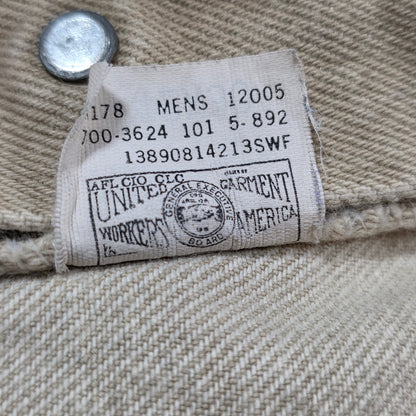 178 MENS 12005
700-3624 101 5-892
13890814213SWF
AFL CIO CLC
UNITED GARMENT
WORKERS AMERICA
GENERAL EXECUTIVE
BOARD